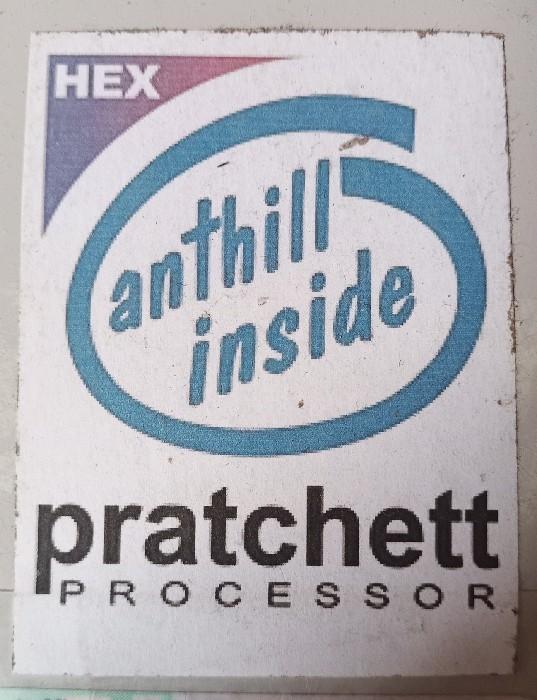 HEX
anthill
inside
pratchett
PROCESSOR